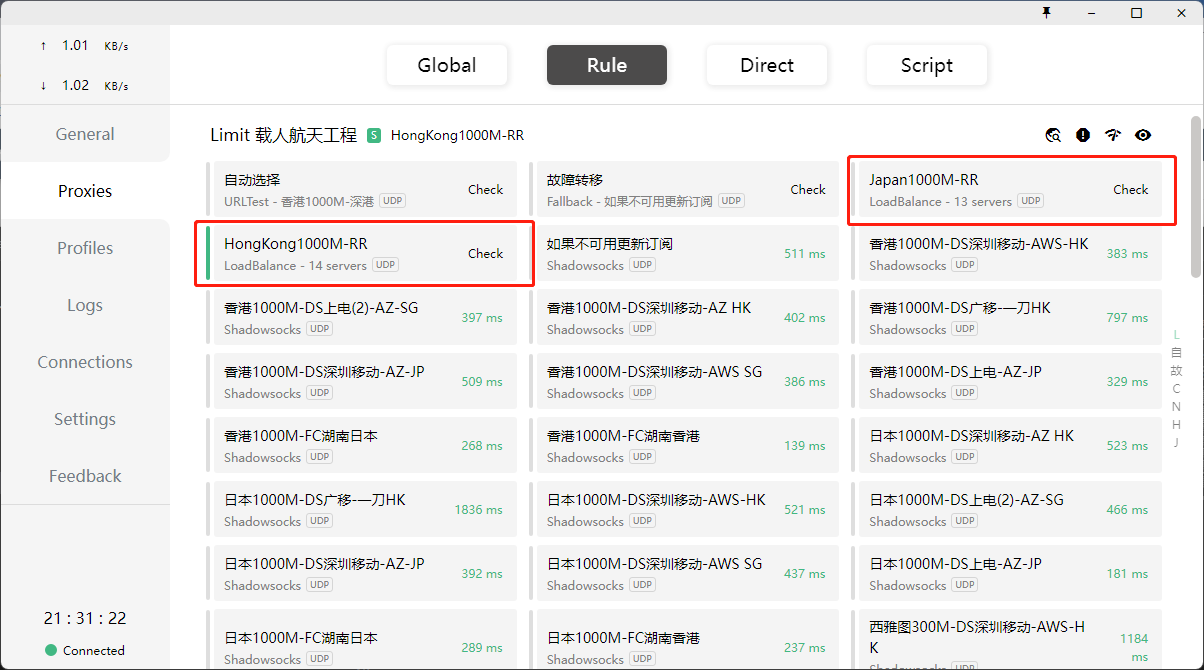 ↑ 1.01 KB/s
↓ 1.02 KB/s
General
Proxies
Profiles
Logs
Connections
Settings
Feedback
21 : 31 : 22
Connected
Global
Rule
Direct
Script
Limit 载人航天工程 S HongKong1000M-RR
自动选择
URLTest - 香港1000M-深港 UDP
Check
故障转移
Fallback - 如果不可用更新订阅 UDP
Check
Japan1000M-RR
LoadBalance - 13 servers UDP
Check
HongKong1000M-RR
LoadBalance - 14 servers UDP
Check
如果不可用更新订阅
Shadowsocks UDP
511 ms
香港1000M-DS深圳移动-AWS-HK
Shadowsocks UDP
383 ms
香港1000M-DS上电(2)-AZ-SG
Shadowsocks UDP
397 ms
香港1000M-DS深圳移动-AZ HK
Shadowsocks UDP
402 ms
香港1000M-DS广移-一刀HK
Shadowsocks UDP
797 ms
香港1000M-DS深圳移动-AZ-JP
Shadowsocks UDP
509 ms
香港1000M-DS深圳移动-AWS SG
Shadowsocks UDP
386 ms
香港1000M-DS上电-AZ-JP
Shadowsocks UDP
329 ms
香港1000M-FC湖南日本
Shadowsocks UDP
268 ms
香港1000M-FC湖南香港
Shadowsocks UDP
139 ms
日本1000M-DS深圳移动-AZ HK
Shadowsocks UDP
523 ms
日本1000M-DS广移-一刀HK
Shadowsocks UDP
1836 ms
日本1000M-DS深圳移动-AWS-HK
Shadowsocks UDP
521 ms
日本1000M-DS上电(2)-AZ-SG
Shadowsocks UDP
466 ms
日本1000M-DS深圳移动-AZ-JP
Shadowsocks UDP
392 ms
日本1000M-DS深圳移动-AWS SG
Shadowsocks UDP
437 ms
日本1000M-DS上电-AZ-JP
Shadowsocks UDP
181 ms
日本1000M-FC湖南日本
Shadowsocks UDP
289 ms
日本1000M-FC湖南香港
Shadowsocks UDP
237 ms
西雅图300M-DS深圳移动-AWS-H
K
Shadowsocks UDP
1184
ms
L
自
故
C
N
H
J